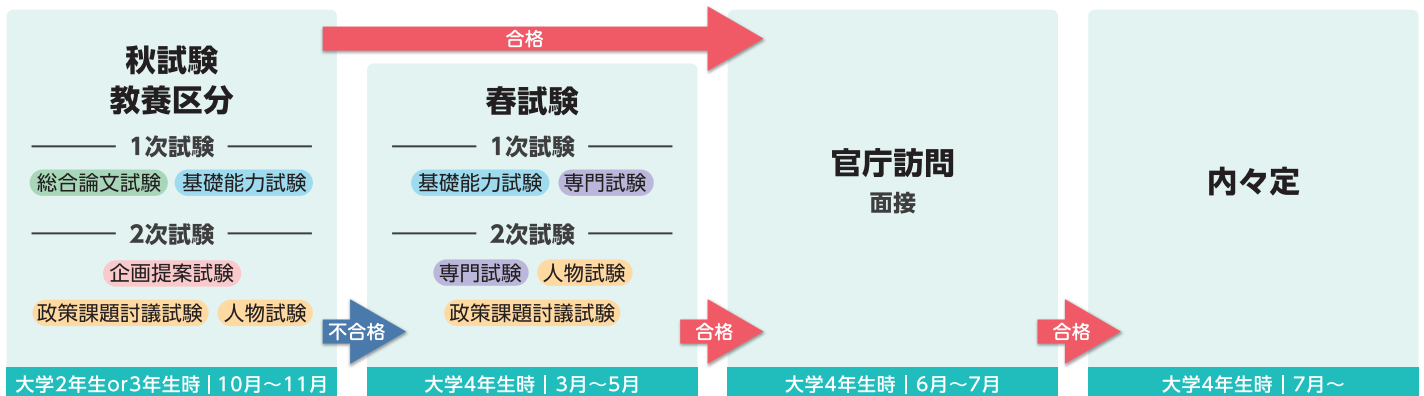 秋試験
教養区分
1次試験
総合論文試験 基礎能力試験
2次試験
企画提案試験
政策課題討議試験 人物試験
大学2年生or3年生時｜10月～11月
合格
不合格
春試験
1次試験
基礎能力試験 専門試験
2次試験
専門試験 人物試験
政策課題討議試験
大学4年生時｜3月～5月
合格
官庁訪問
面接
大学4年生時｜6月～7月
合格
内々定
大学4年生時｜7月～